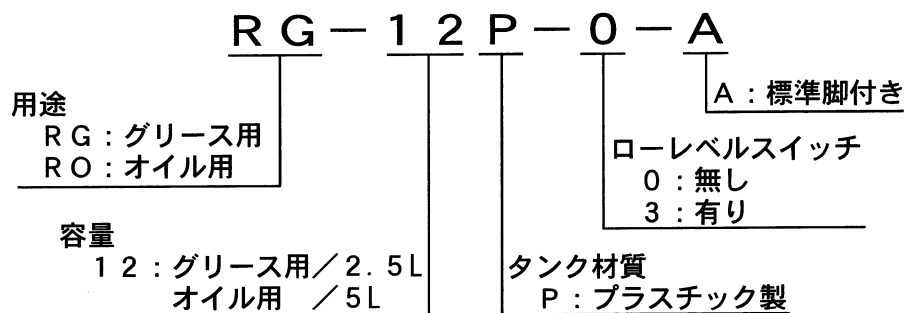 RG-12P-0-A
A：標準脚付き
用途
RG：グリース用
RO：オイル用
ローレベルスイッチ
0：無し
3：有り
容量
12：グリース用／2.5L
オイル用　／5L
タンク材質
P：プラスチック製